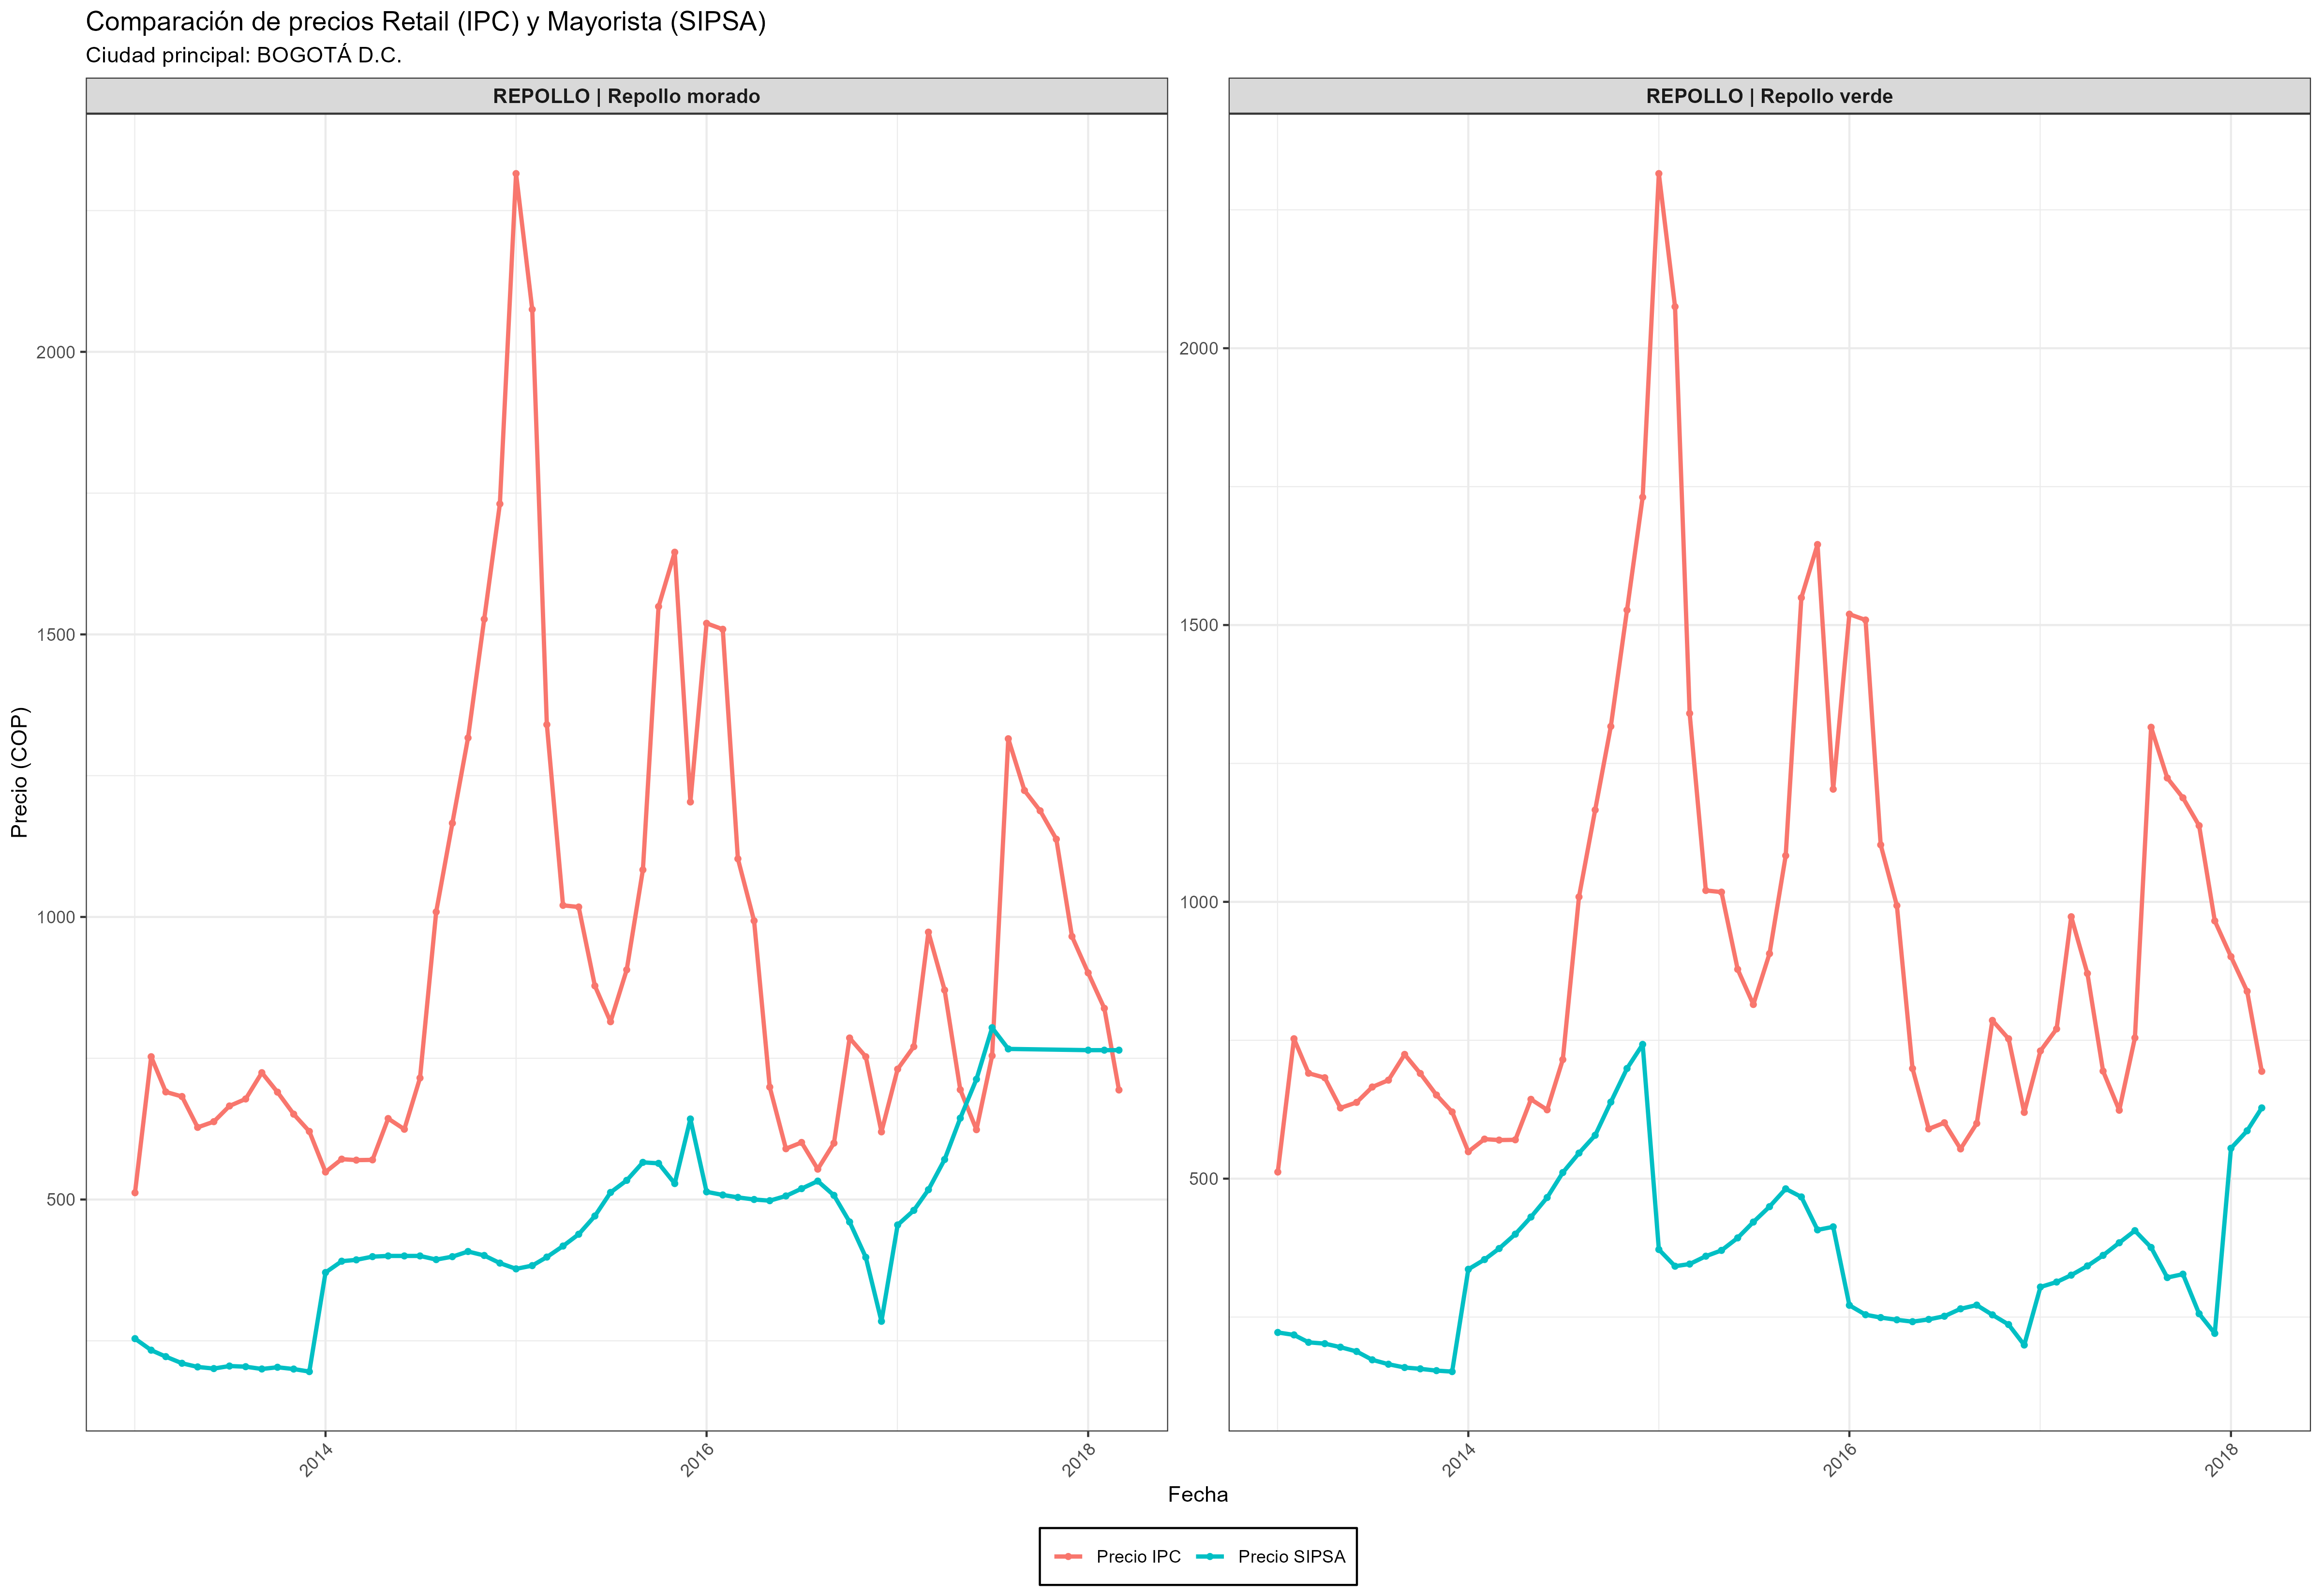 Comparación de precios Retail (IPC) y Mayorista (SIPSA)
Ciudad principal: BOGOTÁ D.C.
REPOLLO | Repollo morado
REPOLLO | Repollo verde
Precio (COP)
2000
1500
1000
500
2000
1500
1000
500
2014
2016
2018
2014
2016
2018
Fecha
Precio IPC
Precio SIPSA